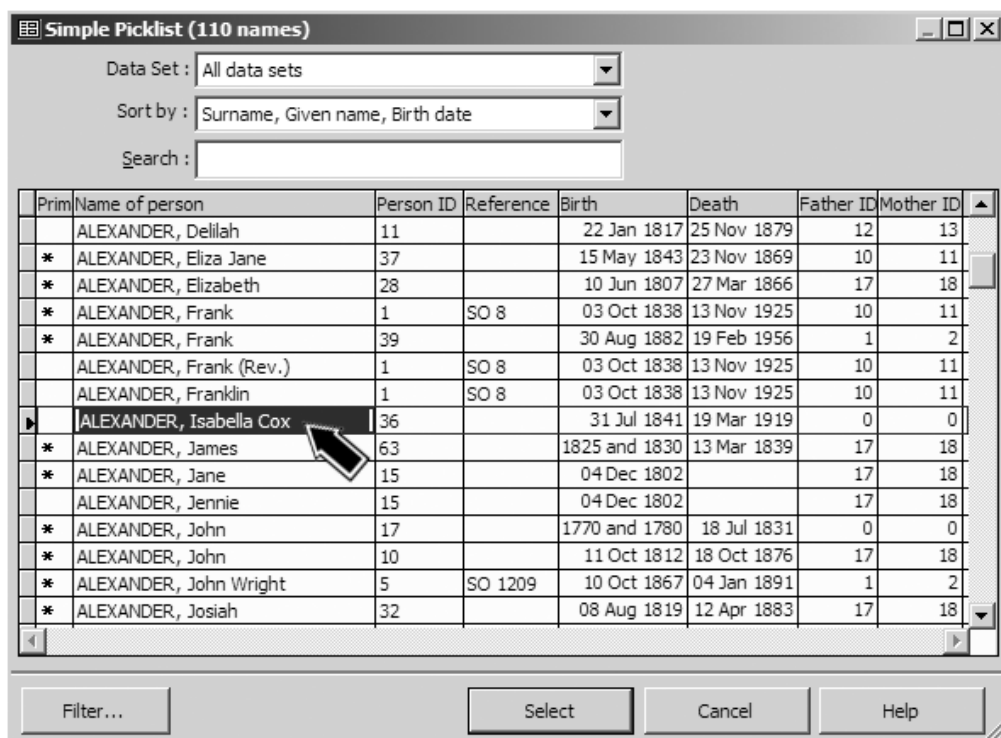 Simple Picklist (110 names)
Data Set : All data sets
Sort by : Surname, Given name, Birth date
Search :
Prim Name of person Person ID Reference Birth Death Father ID Mother ID
ALEXANDER, Delilah 11 22 Jan 1817 25 Nov 1879 12 13
* ALEXANDER, Eliza Jane 37 15 May 1843 23 Nov 1869 10 11
* ALEXANDER, Elizabeth 28 10 Jun 1807 27 Mar 1866 17 18
* ALEXANDER, Frank 1 SO 8 03 Oct 1838 13 Nov 1925 10 11
* ALEXANDER, Frank 39 30 Aug 1882 19 Feb 1956 1 2
ALEXANDER, Frank (Rev.) 1 SO 8 03 Oct 1838 13 Nov 1925 10 11
ALEXANDER, Franklin 1 SO 8 03 Oct 1838 13 Nov 1925 10 11
ALEXANDER, Isabella Cox 36 31 Jul 1841 19 Mar 1919 0 0
* ALEXANDER, James 63 1825 and 1830 13 Mar 1839 17 18
* ALEXANDER, Jane 15 04 Dec 1802 17 18
ALEXANDER, Jennie 15 04 Dec 1802 17 18
* ALEXANDER, John 17 1770 and 1780 18 Jul 1831 0 0
* ALEXANDER, John 10 11 Oct 1812 18 Oct 1876 17 18
* ALEXANDER, John Wright 5 SO 1209 10 Oct 1867 04 Jan 1891 1 2
* ALEXANDER, Josiah 32 08 Aug 1819 12 Apr 1883 17 18
Filter... Select Cancel Help